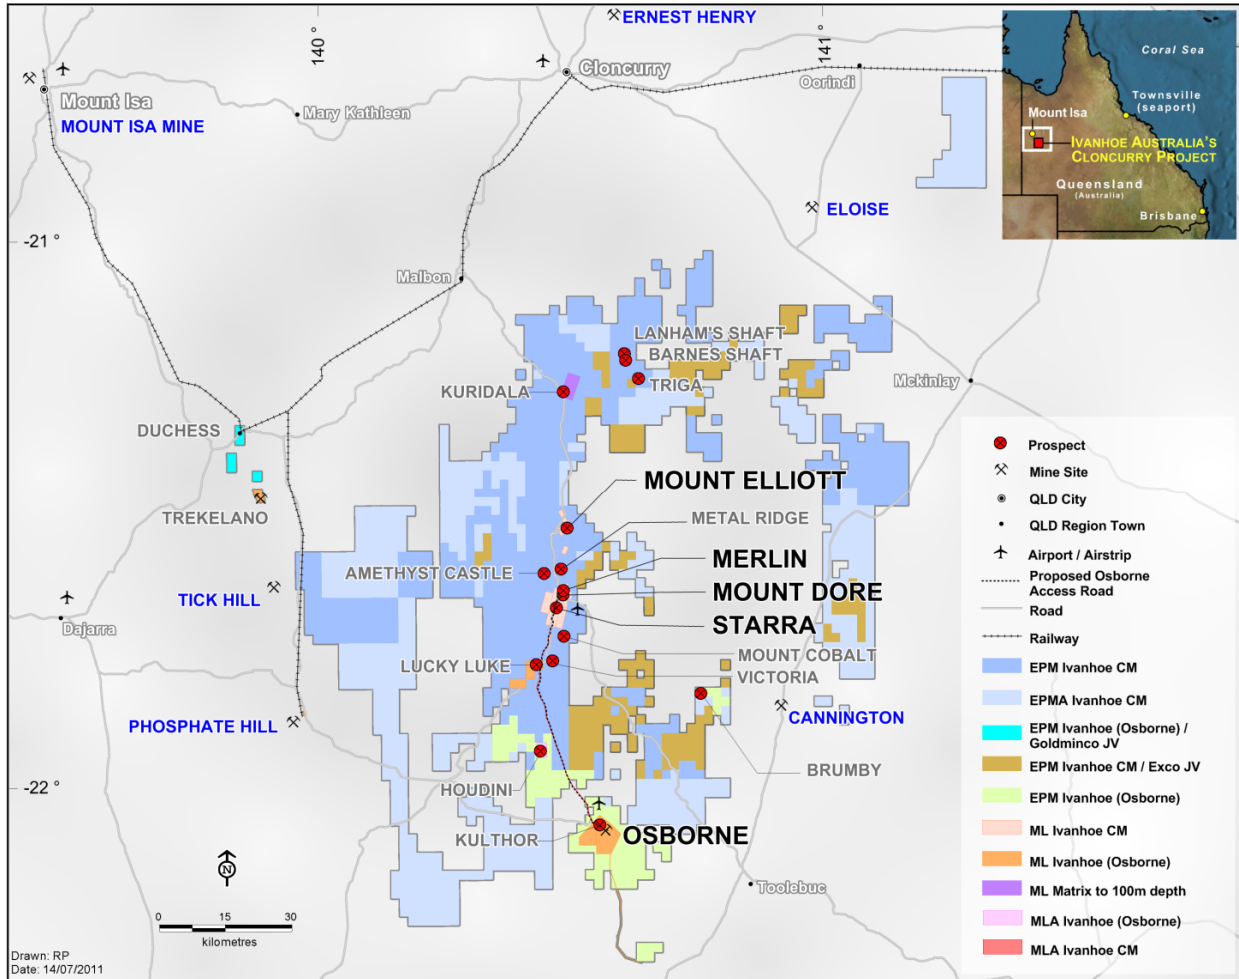 ERNEST HENRY
140
141
Cloncurry
Oorindi
Mount Isa
MOUNT ISA MINE
Mary Kathleen
Coral Sea
Townsville
(seaport)
Mount Isa
IVANHOE AUSTRALIA'S
CLONCURRY PROJECT
Queensland
(Australia)
Brisbane
ELOISE
-21 °
Malbon
LANHAM'S SHAFT
BARNES SHAFT
TRIGA
KURIDALA
Mckinlay
DUCHESS
TREKELANO
MOUNT ELLIOTT
METAL RIDGE
MERLIN
AMETHYST CASTLE
MOUNT DORE
TICK HILL
STARRA
Dajarra
MOUNT COBALT
LUCKY LUKE
VICTORIA
PHOSPHATE HILL
CANNINGTON
BRUMBY
-22 °
HOUDINI
KULTHOR
OSBORNE
Toolebuc
N
0 15 30
kilometres
Drawn: RP
Date: 14/07/2011
Prospect
Mine Site
QLD City
QLD Region Town
Airport / Airstrip
Proposed Osborne
Access Road
Road
Railway
EPM Ivanhoe CM
EPMA Ivanhoe CM
EPM Ivanhoe (Osborne) /
Goldminco JV
EPM Ivanhoe CM / Exco JV
EPM Ivanhoe (Osborne)
ML Ivanhoe CM
ML Ivanhoe (Osborne)
ML Matrix to 100m depth
MLA Ivanhoe (Osborne)
MLA Ivanhoe CM